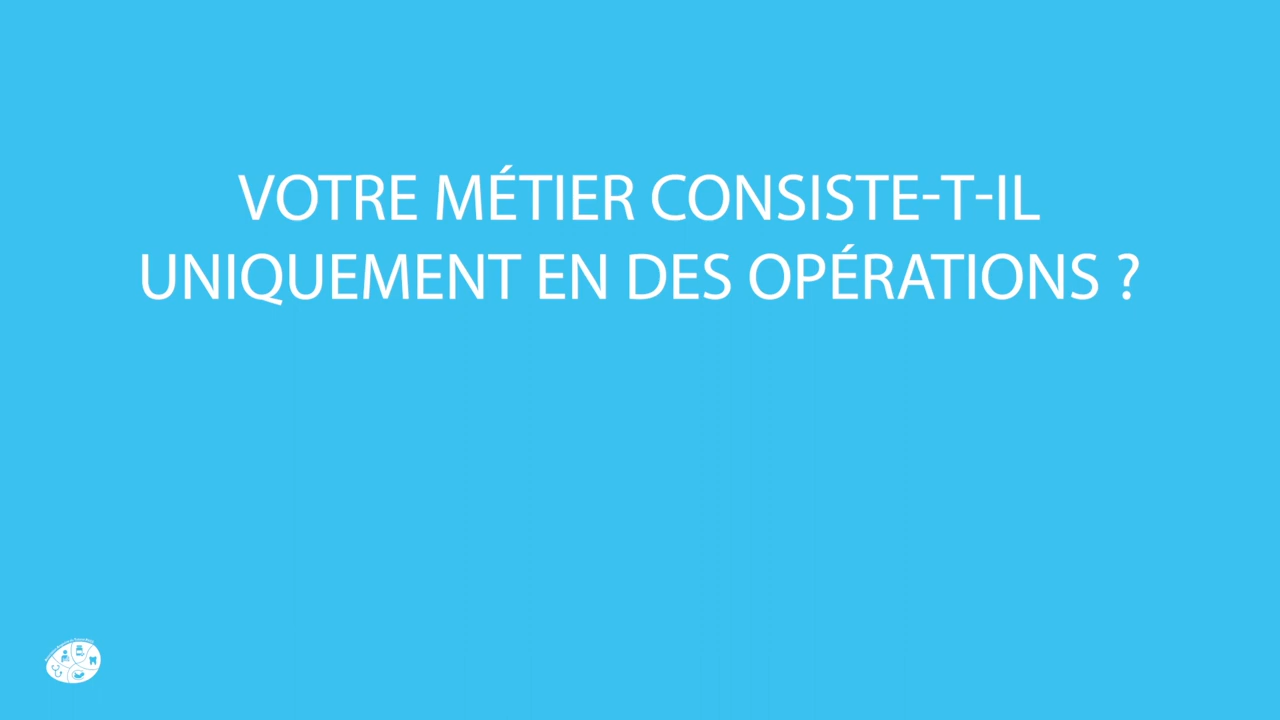 VOTRE MÉTIER CONSISTE-T-IL
UNIQUEMENT EN DES OPÉRATIONS ?